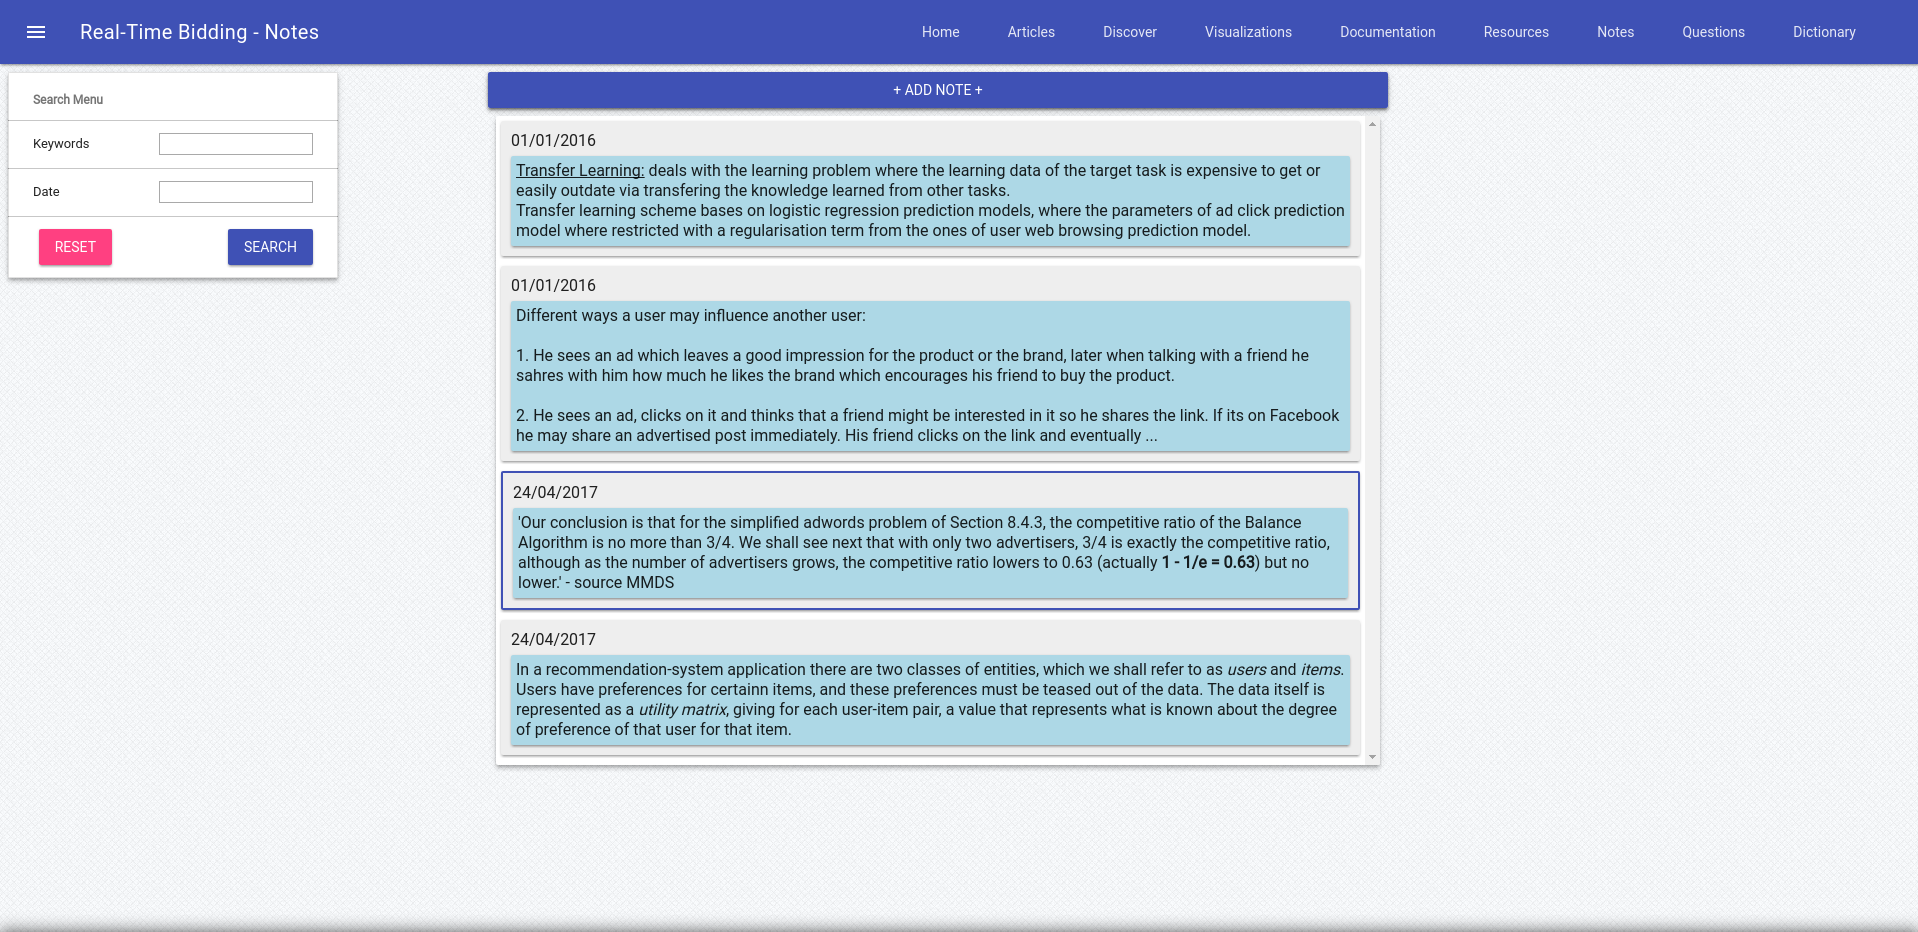 Real-Time Bidding - Notes
Home Articles Discover Visualizations Documentation Resources Notes Questions Dictionary
Search Menu
Keywords
Date
RESET SEARCH
+ ADD NOTE +
01/01/2016
Transfer Learning: deals with the learning problem where the learning data of the target task is expensive to get or
easily outdate via transfering the knowledge learned from other tasks.
Transfer learning scheme bases on logistic regression prediction models, where the parameters of ad click prediction
model where restricted with a regularisation term from the ones of user web browsing prediction model.
01/01/2016
Different ways a user may influence another user:
1. He sees an ad which leaves a good impression for the product or the brand, later when talking with a friend he
sahres with him how much he likes the brand which encourages his friend to buy the product.
2. He sees an ad, clicks on it and thinks that a friend might be interested in it so he shares the link. If its on Facebook
he may share an advertised post immediately. His friend clicks on the link and eventually ...
24/04/2017
'Our conclusion is that for the simplified adwords problem of Section 8.4.3, the competitive ratio of the Balance
Algorithm is no more than 3/4. We shall see next that with only two advertisers, 3/4 is exactly the competitive ratio,
although as the number of advertisers grows, the competitive ratio lowers to 0.63 (actually 1 - 1/e = 0.63) but no
lower.' - source MMDS
24/04/2017
In a recommendation-system application there are two classes of entities, which we shall refer to as users and items.
Users have preferences for certainn items, and these preferences must be teased out of the data. The data itself is
represented as a utility matrix, giving for each user-item pair, a value that represents what is known about the degree
of preference of that user for that item.